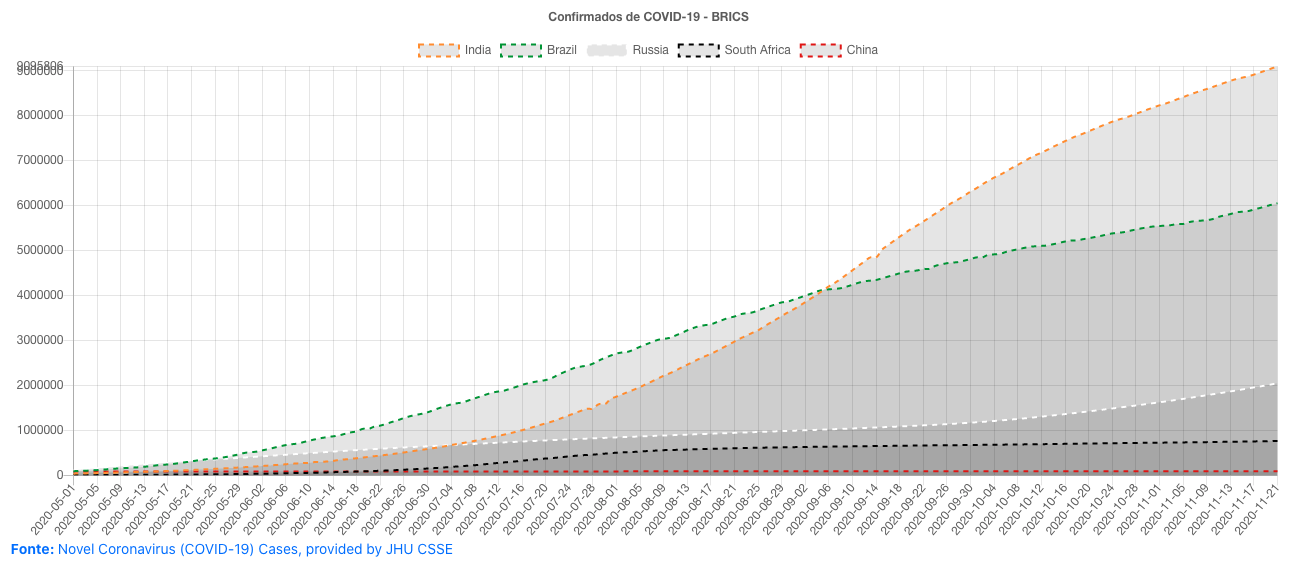 Confirmados de COVID-19 - BRICS
India Brazil Russia South Africa China
9095806
9000000
8000000
7000000
6000000
5000000
4000000
3000000
2000000
1000000
0
2020-05-01 2020-05-05 2020-05-09 2020-05-13 2020-05-17 2020-05-21 2020-05-25 2020-05-29 2020-06-02 2020-06-06 2020-06-10 2020-06-14 2020-06-18 2020-06-22 2020-06-26 2020-06-30 2020-07-04 2020-07-08 2020-07-12 2020-07-16 2020-07-20 2020-07-24 2020-07-28 2020-08-01 2020-08-05 2020-08-09 2020-08-13 2020-08-17 2020-08-21 2020-08-25 2020-08-29 2020-09-02 2020-09-06 2020-09-10 2020-09-14 2020-09-18 2020-09-22 2020-09-26 2020-09-30 2020-10-04 2020-10-08 2020-10-12 2020-10-16 2020-10-20 2020-10-24 2020-10-28 2020-11-01 2020-11-05 2020-11-09 2020-11-13 2020-11-17 2020-11-21
Fonte: Novel Coronavirus (COVID-19) Cases, provided by JHU CSSE